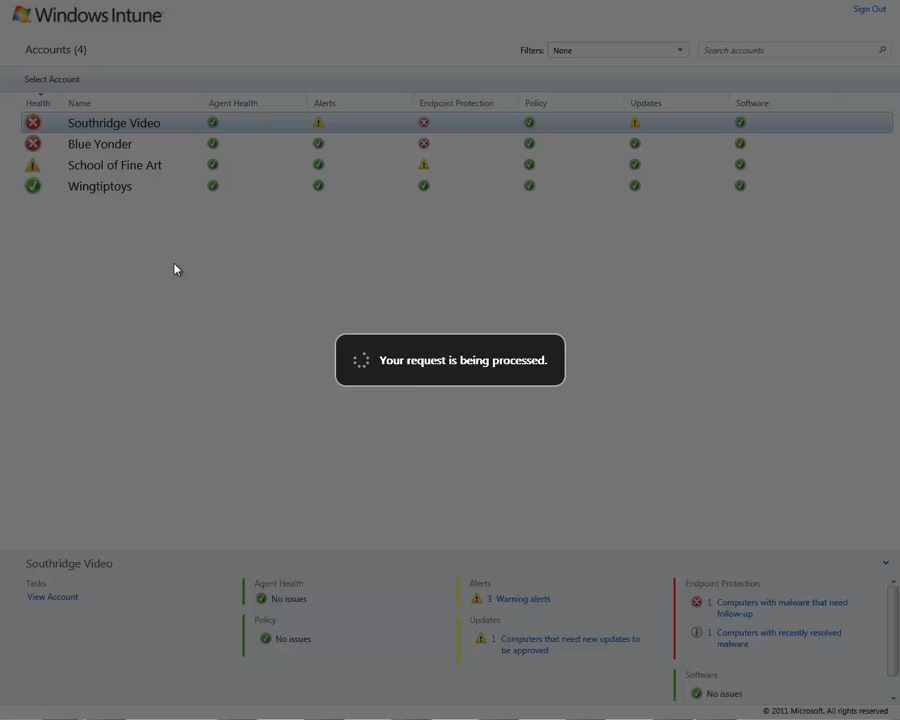 Windows Intune
Sign Out
Accounts (4)
Filters:
None
Search accounts
Select Account
Health
Name
Agent Health
Alerts
Endpoint Protection
Policy
Updates
Software
Southridge Video
Blue Yonder
School of Fine Art
Wingtiptoys
Your request is being processed.
Southridge Video
Tasks
View Account
Agent Health
No issues
Policy
No issues
Alerts
3 Warning alerts
Updates
1 Computers that need new updates to
be approved
Endpoint Protection
1 Computers with malware that need
follow-up
1 Computers with recently resolved
malware
Software
No issues
© 2011 Microsoft. All rights reserved